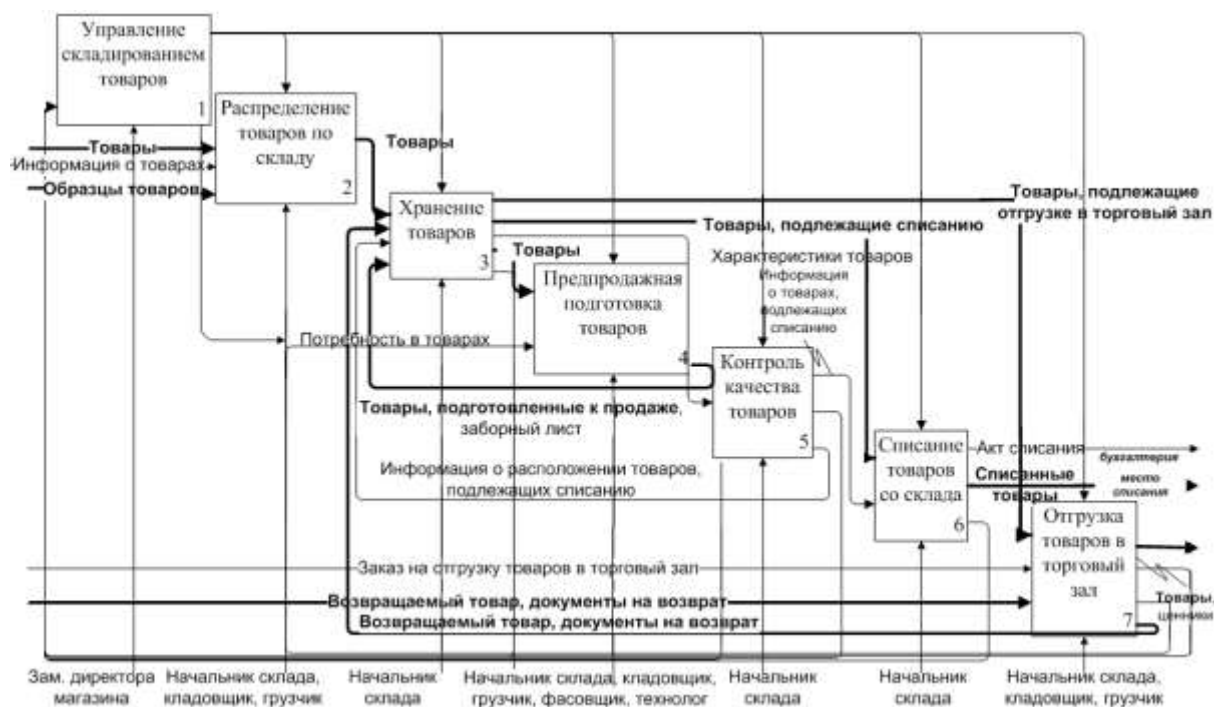 Управление
складированием
товаров
1
Распределение
товаров по
складу
2
Товары
Информация о товарах
Образцы товаров
Товары
Хранение
товаров
3
Товары, подлежащие
отгрузке в торговый зал
Товары, подлежащие списанию
Товары
Характеристики товаров
Информация
о товарах,
подлежащих
списанию
Предпродажная
подготовка
товаров
4
Потребность в товарах
Контроль
качества
товаров
5
Товары, подготовленные к продаже,
заборный лист
Информация о расположении товаров,
подлежащих списанию
Списание
товаров
со склада
6
Акт списания
бухгалтерия
Списанные
товары
место
списания
Отгрузка
товаров в
торговый
зал
7
Заказ на отгрузку товаров в торговый зал
Возвращаемый товар, документы на возврат
Возвращаемый товар, документы на возврат
Товары,
ценники
Зам. директора
магазина
Начальник склада,
кладовщик, грузчик
Начальник
склада
Начальник склада, кладовщик,
грузчик, фасовщик, технолог
Начальник
склада
Начальник
склада
Начальник склада,
кладовщик, грузчик